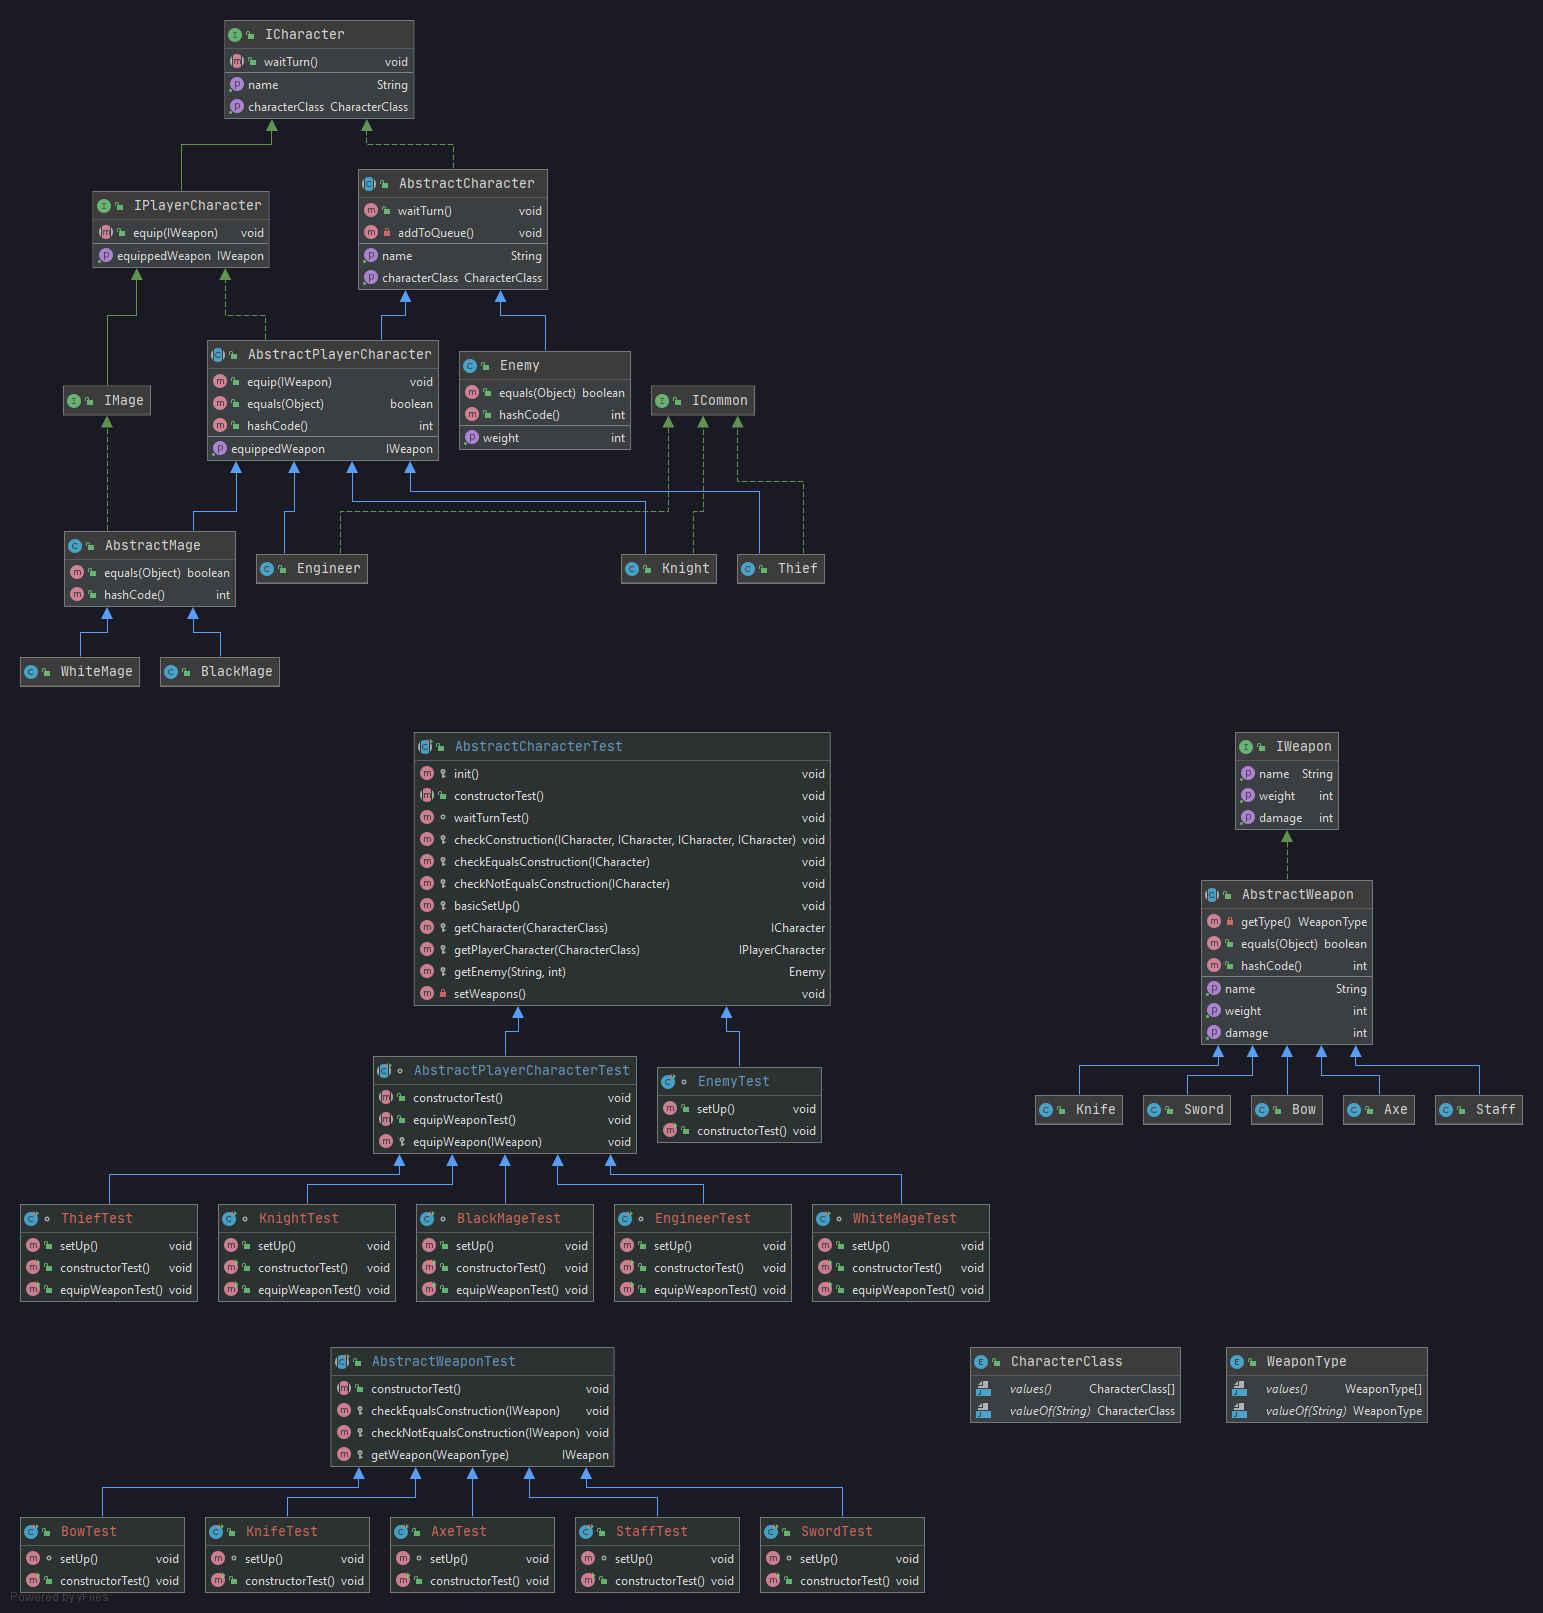 ICharacter
waitTurn() void
name String
characterClass CharacterClass
IPlayerCharacter
equip(IWeapon) void
equippedWeapon IWeapon
AbstractCharacter
waitTurn() void
addToQueue() void
name String
characterClass CharacterClass
IMage
AbstractPlayerCharacter
equip(IWeapon) void
equals(Object) boolean
hashCode() int
equippedWeapon IWeapon
Enemy
equals(Object) boolean
hashCode() int
weight int
ICommon
AbstractMage
equals(Object) boolean
hashCode() int
Engineer
Knight
Thief
WhiteMage
BlackMage
AbstractCharacterTest
init() void
constructorTest() void
waitTurnTest() void
checkConstruction(ICharacter, ICharacter, ICharacter, ICharacter) void
checkEqualsConstruction(ICharacter) void
checkNotEqualsConstruction(ICharacter) void
basicSetUp() void
getCharacter(CharacterClass) ICharacter
getPlayerCharacter(CharacterClass) IPlayerCharacter
getEnemy(String, int) Enemy
setWeapons() void
IWeapon
name String
weight int
damage int
AbstractWeapon
getType() WeaponType
equals(Object) boolean
hashCode() int
name String
weight int
damage int
Knife
Sword
Bow
Axe
Staff
AbstractPlayerCharacterTest
constructorTest() void
equipWeaponTest() void
equipWeapon(IWeapon) void
EnemyTest
setUp() void
constructorTest() void
ThiefTest
setUp() void
constructorTest() void
equipWeaponTest() void
KnightTest
setUp() void
constructorTest() void
equipWeaponTest() void
BlackMageTest
setUp() void
constructorTest() void
equipWeaponTest() void
EngineerTest
setUp() void
constructorTest() void
equipWeaponTest() void
WhiteMageTest
setUp() void
constructorTest() void
equipWeaponTest() void
AbstractWeaponTest
constructorTest() void
checkEqualsConstruction(IWeapon) void
checkNotEqualsConstruction(IWeapon) void
getWeapon(WeaponType) IWeapon
CharacterClass
values() CharacterClass[]
valueOf(String) CharacterClass
WeaponType
values() WeaponType[]
valueOf(String) WeaponType
BowTest
setUp() void
constructorTest() void
KnifeTest
setUp() void
constructorTest() void
AxeTest
setUp() void
constructorTest() void
StaffTest
setUp() void
constructorTest() void
SwordTest
setUp() void
constructorTest() void
Powered by yFiles